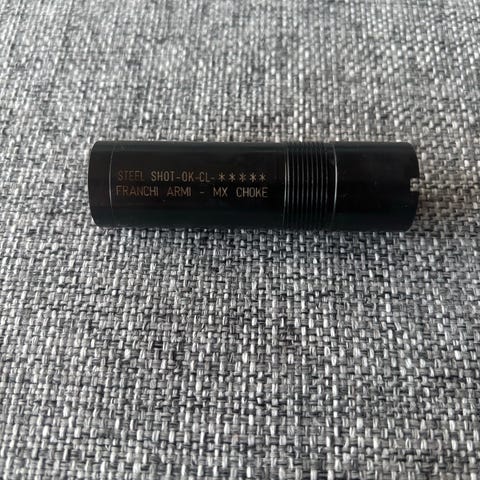 STEEL SHOT-OK-CL-*****
FRANCHI ARMI - MX CHOKE